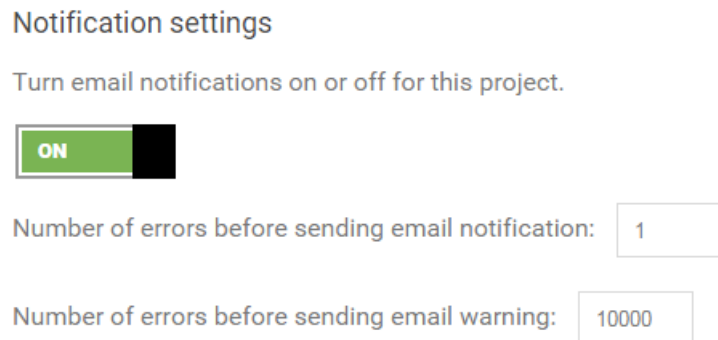 Notification settings
Turn email notifications on or off for this project.
ON
Number of errors before sending email notification: 1
Number of errors before sending email warning: 10000